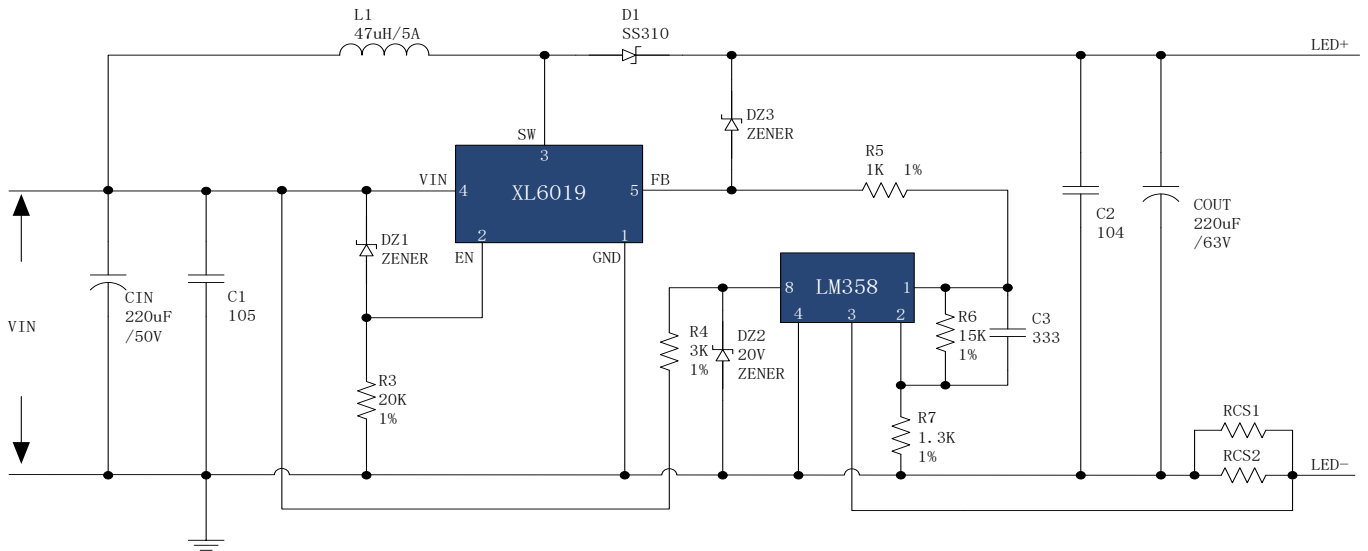 L1
47uH/5A
D1
SS310
LED+
DZ3
ZENER
SW
3
R5
1K 1%
VIN
4
XL6019
5
FB
2
1
EN
GND
DZ1
ZENER
C2
104
COUT
220uF
/63V
8
LM358
1
4
3
2
CIN
220uF
/50V
C1
105
VIN
R4
3K
1%
DZ2
20V
ZENER
R6
15K
1%
C3
333
R3
20K
1%
R7
1.3K
1%
RCS1
RCS2
LED-